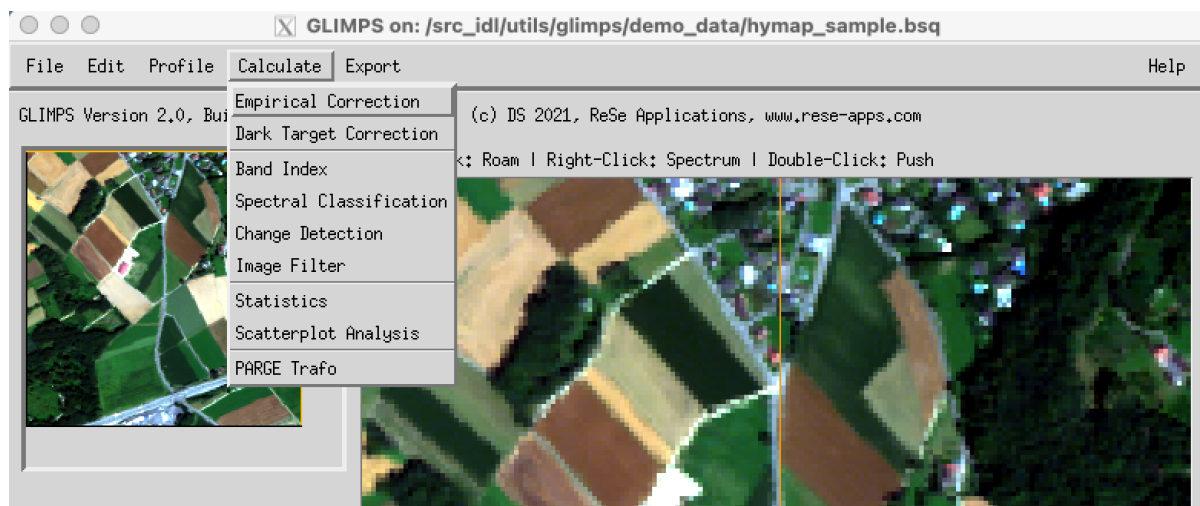 GLIMPS on: /src_idl/utils/glimps/demo_data/hymap_sample.bsq
File Edit Profile Calculate Export Help
GLIMPS Version 2.0, (c) DS 2021, ReSe Applications, www.rese-apps.com
Roam | Right-Click: Spectrum | Double-Click: Push
Empirical Correction
Dark Target Correction
Band Index
Spectral Classification
Change Detection
Image Filter
Statistics
Scatterplot Analysis
PARGE Trafo